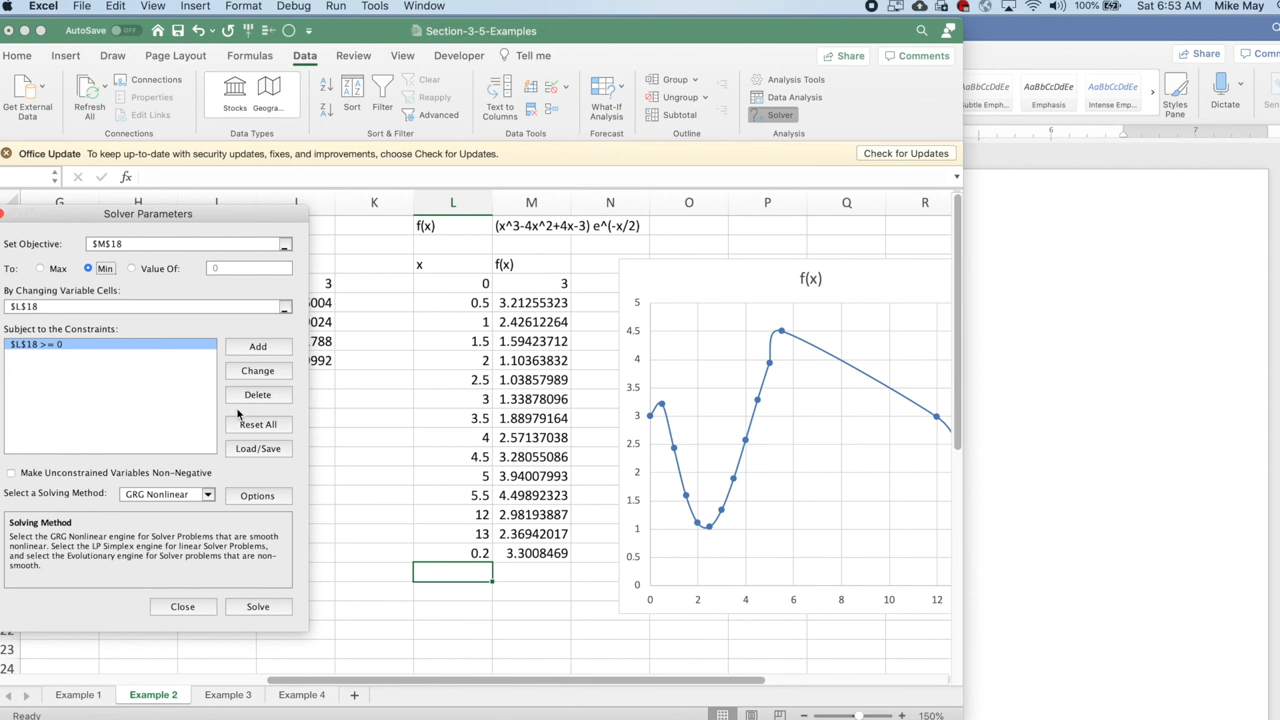 Excel File Edit View Insert Format Debug Run Tools Window 100% Sat 6:53 AM Mike May
AutoSave OFF Section-3-5-Examples
Home Insert Draw Page Layout Formulas Data Review View Developer Tell me Share Comments Share
Get External Data Refresh All Connections Properties Edit Links Stocks Geogra... Sort Filter Clear Reapply Advanced Text to Columns What-If Analysis Group Ungroup Subtotal Analysis Tools Data Analysis Solver AaBbCcDdEe AaBbCcDdEe AaBbCcDdEe Styles Pane Dictate
Connections Data Types Sort & Filter Data Tools Forecast Outline Analysis Subtle Emph... Emphasis Intense Emp...
Office Update To keep up-to-date with security updates, fixes, and improvements, choose Check for Updates. Check for Updates
fx
6 7
G H I J K L M N O P Q R
Solver Parameters
Set Objective: $M$18
To: Max Min Value Of: 0
By Changing Variable Cells:
$L$18
Subject to the Constraints:
$L$18 >= 0
Add
Change
Delete
Reset All
Load/Save
Make Unconstrained Variables Non-Negative
Select a Solving Method: GRG Nonlinear Options
Solving Method
Select the GRG Nonlinear engine for Solver Problems that are smooth
nonlinear. Select the LP Simplex engine for linear Solver Problems,
and select the Evolutionary engine for Solver problems that are non-
smooth.
Close Solve
3
004
024
788
992
f(x) (x^3-4x^2+4x-3) e^(-x/2)
x f(x)
0 3
0.5 3.21255323
1 2.42612264
1.5 1.59423712
2 1.10363832
2.5 1.03857989
3 1.33878096
3.5 1.88979164
4 2.57137038
4.5 3.28055086
5 3.94007993
5.5 4.49892323
12 2.98193887
13 2.36942017
0.2 3.3008469
f(x)
5
4.5
4
3.5
3
2.5
2
1.5
1
0.5
0
0 2 4 6 8 10 12
22
23
24
Example 1 Example 2 Example 3 Example 4 +
Ready 150%